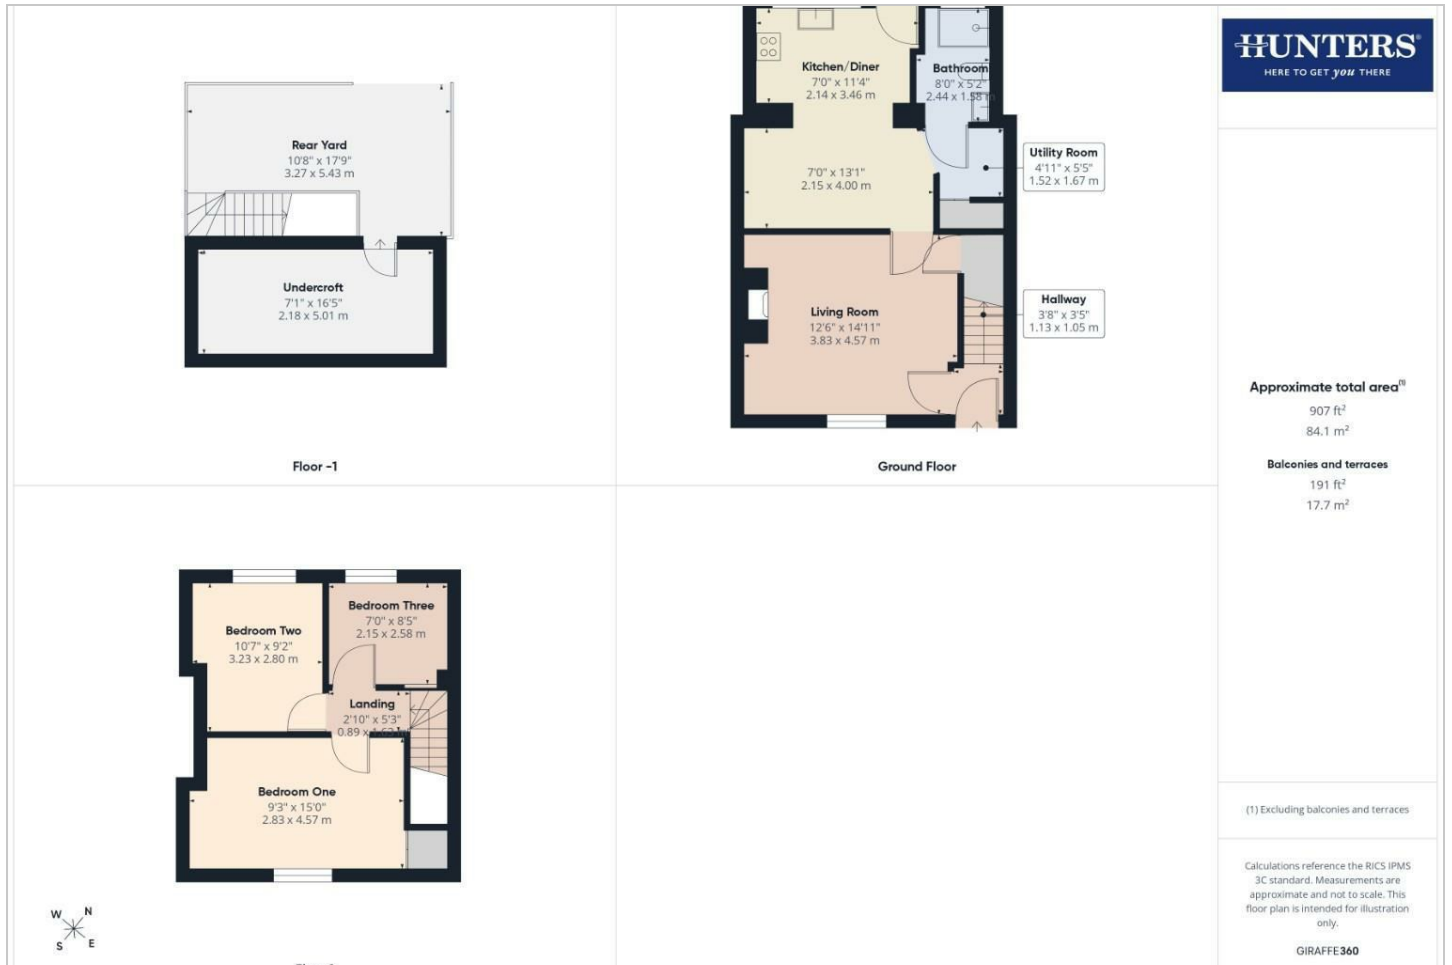 Rear Yard
10'8" x 17'9"
3.27 x 5.43 m
Undercroft
7'1" x 16'5"
2.18 x 5.01 m
Floor -1
Kitchen/Diner
7'0" x 11'4"
2.14 x 3.46 m
Bathroom
8'0" x 5'2"
2.44 x 1.58 m
7'0" x 13'1"
2.15 x 4.00 m
Utility Room
4'11" x 5'5"
1.52 x 1.67 m
Living Room
12'6" x 14'11"
3.83 x 4.57 m
Hallway
3'8" x 3'5"
1.13 x 1.05 m
Ground Floor
Bedroom Two
10'7" x 9'2"
3.23 x 2.80 m
Bedroom Three
7'0" x 8'5"
2.15 x 2.58 m
Landing
2'10" x 5'3"
0.89 x
Bedroom One
9'3" x 15'0"
2.83 x 4.57 m
W N
S E
HUNTERS®
HERE TO GET you THERE
Approximate total area(1)
907 ft²
84.1 m²
Balconies and terraces
191 ft²
17.7 m²
(1) Excluding balconies and terraces
Calculations reference the RICS IPMS
3C standard. Measurements are
approximate and not to scale. This
floor plan is intended for illustration
only.
GIRAFFE360